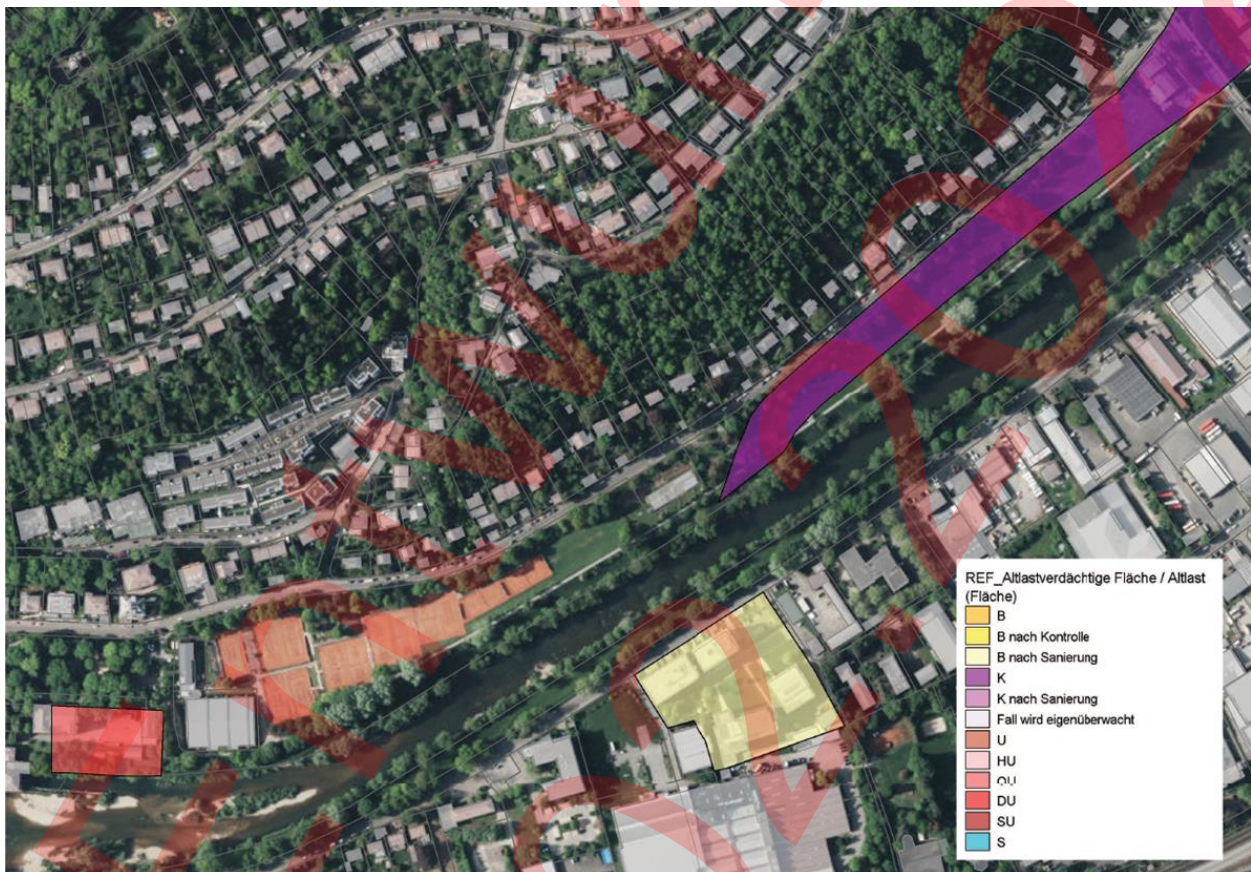 REF_Altlastverdächtige Fläche / Altlast
(Fläche)
B
B nach Kontrolle
B nach Sanierung
K
K nach Sanierung
Fall wird eigenüberwacht
U
HU
OU
DU
SU
S